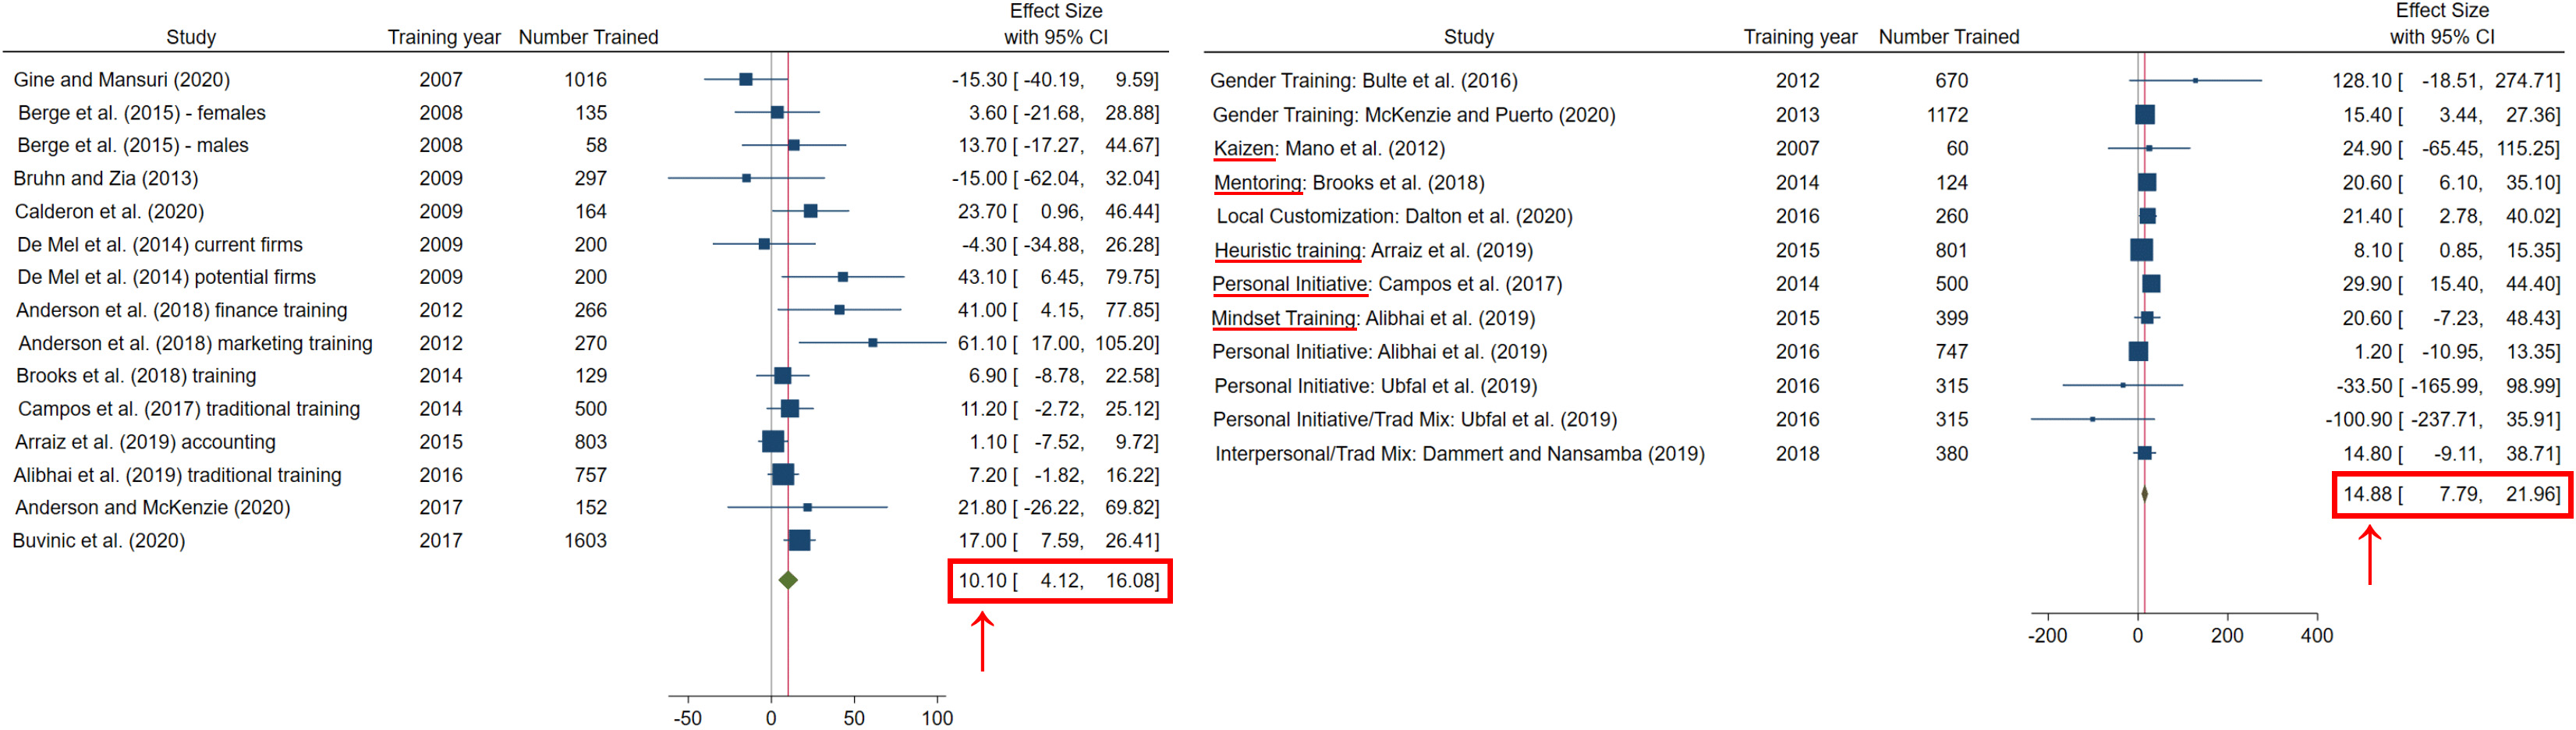 Effect Size
Study Training year Number Trained with 95% CI
Gine and Mansuri (2020) 2007 1016 -15.30 [ -40.19, 9.59]
Berge et al. (2015) - females 2008 135 3.60 [ -21.68, 28.88]
Berge et al. (2015) - males 2008 58 13.70 [ -17.27, 44.67]
Bruhn and Zia (2013) 2009 297 -15.00 [ -62.04, 32.04]
Calderon et al. (2020) 2009 164 23.70 [ 0.96, 46.44]
De Mel et al. (2014) current firms 2009 200 -4.30 [ -34.88, 26.28]
De Mel et al. (2014) potential firms 2009 200 43.10 [ 6.45, 79.75]
Anderson et al. (2018) finance training 2012 266 41.00 [ 4.15, 77.85]
Anderson et al. (2018) marketing training 2012 270 61.10 [ 17.00, 105.20]
Brooks et al. (2018) training 2014 129 6.90 [ -8.78, 22.58]
Campos et al. (2017) traditional training 2014 500 11.20 [ -2.72, 25.12]
Arraiz et al. (2019) accounting 2015 803 1.10 [ -7.52, 9.72]
Alibhai et al. (2019) traditional training 2016 757 7.20 [ -1.82, 16.22]
Anderson and McKenzie (2020) 2017 152 21.80 [ -26.22, 69.82]
Buvinic et al. (2020) 2017 1603 17.00 [ 7.59, 26.41]
10.10 [ 4.12, 16.08]
-50 0 50 100
Effect Size
Study Training year Number Trained with 95% CI
Gender Training: Bulte et al. (2016) 2012 670 128.10 [ -18.51, 274.71]
Gender Training: McKenzie and Puerto (2020) 2013 1172 15.40 [ 3.44, 27.36]
Kaizen: Mano et al. (2012) 2007 60 24.90 [ -65.45, 115.25]
Mentoring: Brooks et al. (2018) 2014 124 20.60 [ 6.10, 35.10]
Local Customization: Dalton et al. (2020) 2016 260 21.40 [ 2.78, 40.02]
Heuristic training: Arraiz et al. (2019) 2015 801 8.10 [ 0.85, 15.35]
Personal Initiative: Campos et al. (2017) 2014 500 29.90 [ 15.40, 44.40]
Mindset Training: Alibhai et al. (2019) 2015 399 20.60 [ -7.23, 48.43]
Personal Initiative: Alibhai et al. (2019) 2016 747 1.20 [ -10.95, 13.35]
Personal Initiative: Ubfal et al. (2019) 2016 315 -33.50 [ -165.99, 98.99]
Personal Initiative/Trad Mix: Ubfal et al. (2019) 2016 315 -100.90 [ -237.71, 35.91]
Interpersonal/Trad Mix: Dammert and Nansamba (2019) 2018 380 14.80 [ -9.11, 38.71]
14.88 [ 7.79, 21.96]
-200 0 200 400